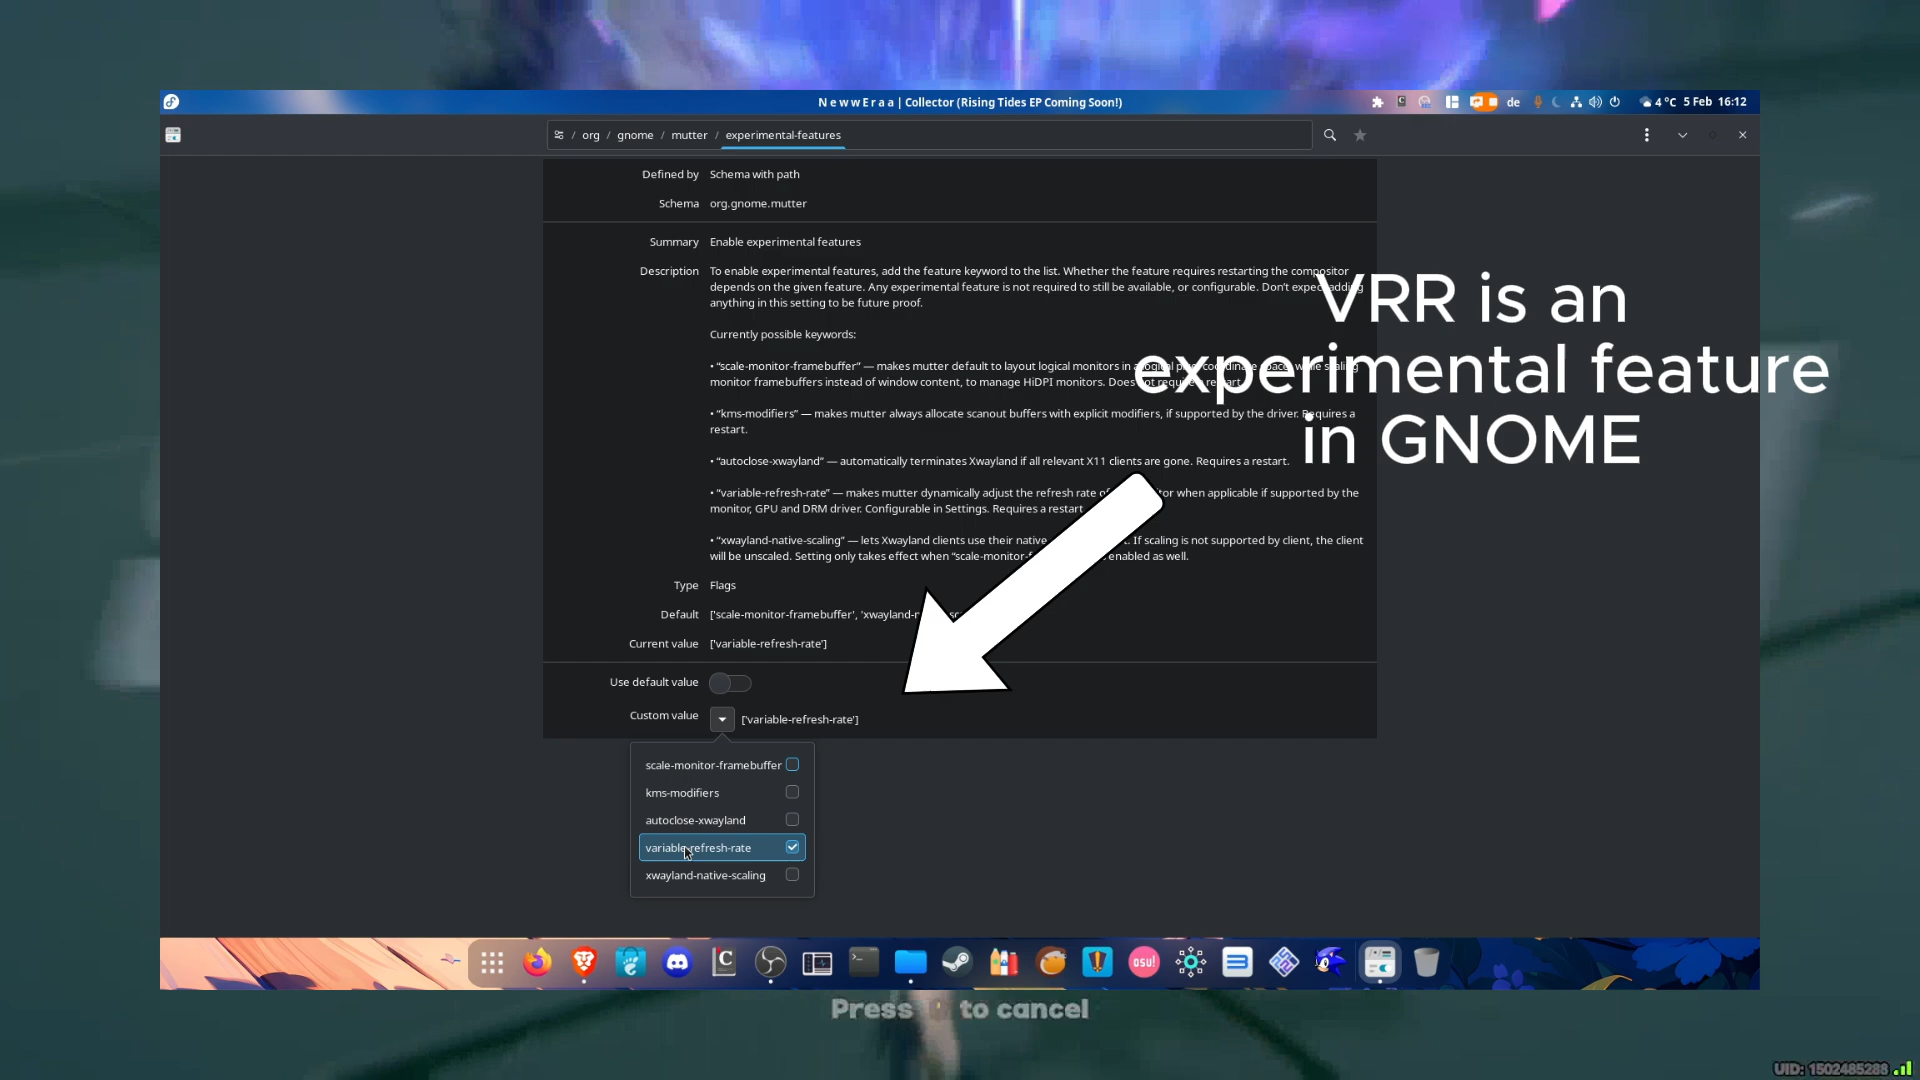 N e w w E r a a | Collector (Rising Tides EP Coming Soon!)
de
4 °C 5 Feb 16:12
/ org / gnome / mutter / experimental-features
Defined by Schema with path
Schema org.gnome.mutter
Summary Enable experimental features
Description To enable experimental features, add the feature keyword to the list. Whether the feature requires restarting the compositor
depends on the given feature. Any experimental feature is not required to still be available, or configurable. Don’t expect adding
anything in this setting to be future proof.
Currently possible keywords:
• “scale-monitor-framebuffer” — makes mutter default to layout logical monitors in a logical pixel coordinate space, while scaling
monitor framebuffers instead of window content, to manage HiDPI monitors. Does not require a restart.
• “kms-modifiers” — makes mutter always allocate scanout buffers with explicit modifiers, if supported by the driver. Requires a
restart.
• “autoclose-xwayland” — automatically terminates Xwayland if all relevant X11 clients are gone. Requires a restart.
• “variable-refresh-rate” — makes mutter dynamically adjust the refresh rate of when applicable if supported by the
monitor, GPU and DRM driver. Configurable in Settings. Requires a restart
• “xwayland-native-scaling” — lets Xwayland clients use their native If scaling is not supported by client, the client
will be unscaled. Setting only takes effect when “scale-monitor- enabled as well.
Type Flags
Default ['scale-monitor-framebuffer', 'xwayland-
Current value ['variable-refresh-rate']
Use default value
Custom value ['variable-refresh-rate']
scale-monitor-framebuffer
kms-modifiers
autoclose-xwayland
variable-refresh-rate
xwayland-native-scaling
VRR is an
experimental feature
in GNOME
osu!
Press to cancel
UID: 1502485288